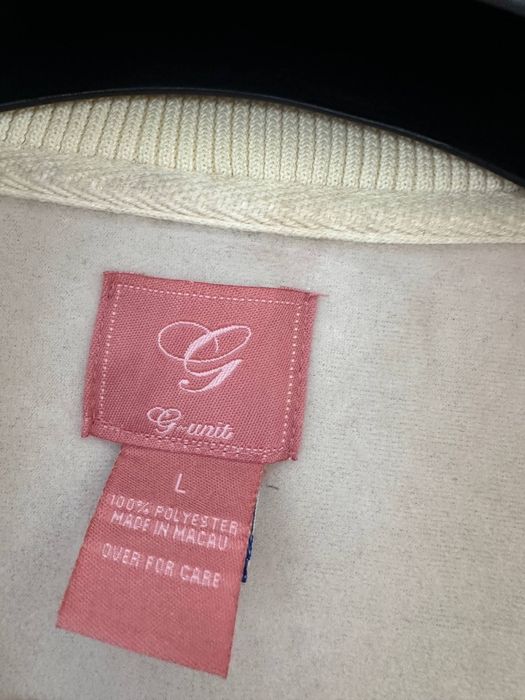 G
G-unit
L
100% POLYESTER
MADE IN MACAU
OVER FOR CARE